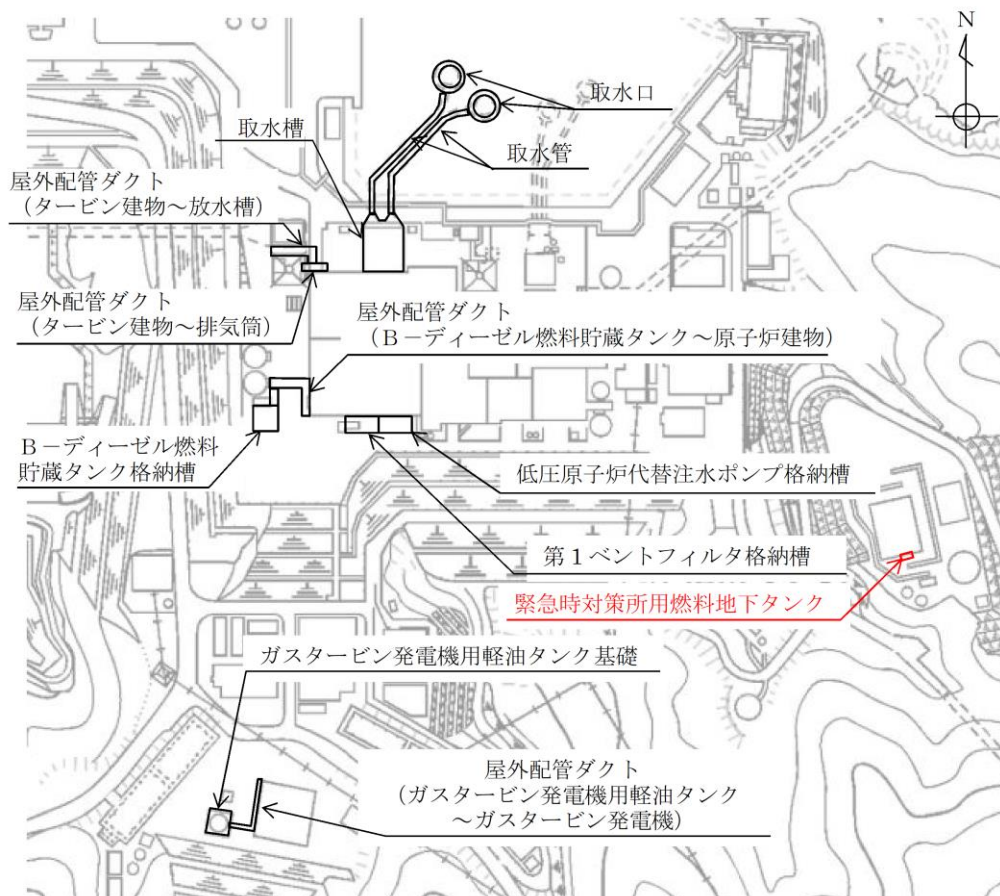 N
取水口
取水槽
取水管
屋外配管ダクト
（タービン建物～放水槽）
屋外配管ダクト
（タービン建物～排気筒）
屋外配管ダクト
（Ｂ－ディーゼル燃料貯蔵タンク～原子炉建物）
Ｂ－ディーゼル燃料
貯蔵タンク格納槽
低圧原子炉代替注水ポンプ格納槽
第１ベントフィルタ格納槽
緊急時対策所用燃料地下タンク
ガスタービン発電機用軽油タンク基礎
屋外配管ダクト
（ガスタービン発電機用軽油タンク
～ガスタービン発電機）